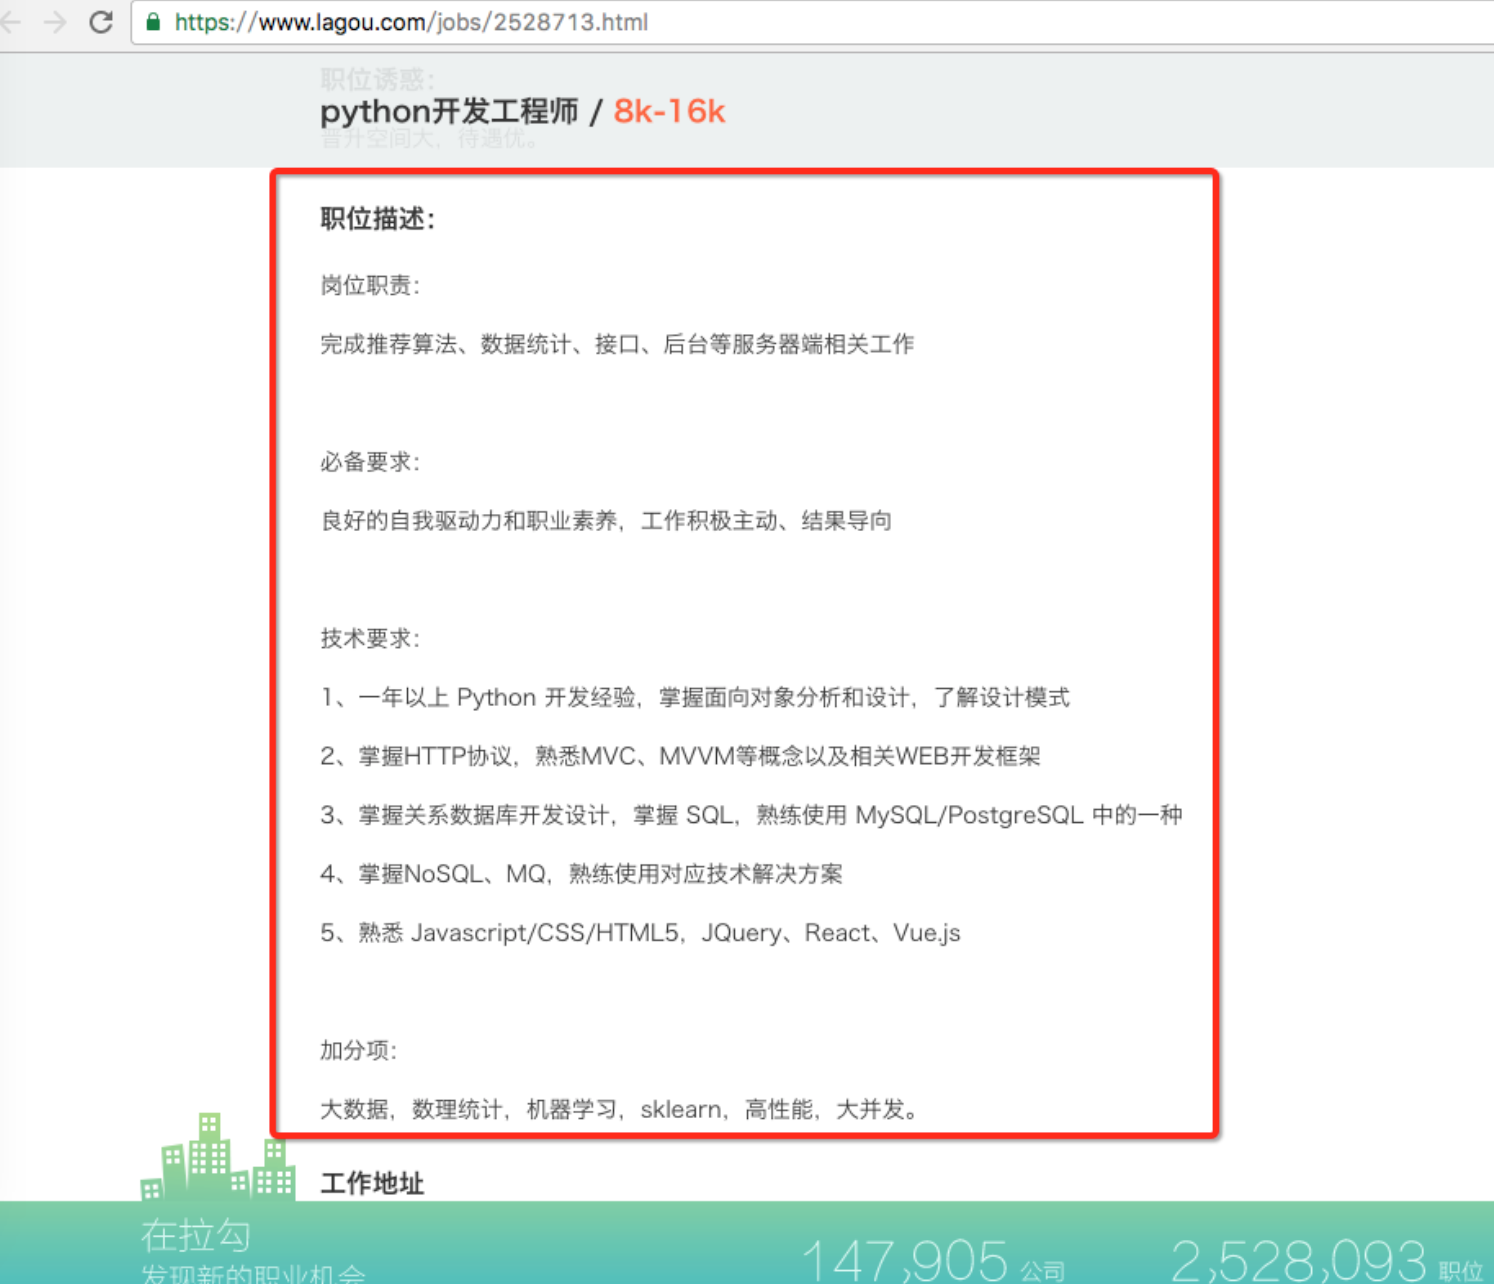 https://www.lagou.com/jobs/2528713.html
职位诱惑：
python开发工程师 / 8k-16k
晋升空间大，待遇优。
职位描述：
岗位职责：
完成推荐算法、数据统计、接口、后台等服务器端相关工作
必备要求：
良好的自我驱动力和职业素养，工作积极主动、结果导向
技术要求：
1、一年以上 Python 开发经验，掌握面向对象分析和设计，了解设计模式
2、掌握HTTP协议，熟悉MVC、MVVM等概念以及相关WEB开发框架
3、掌握关系数据库开发设计，掌握 SQL，熟练使用 MySQL/PostgreSQL 中的一种
4、掌握NoSQL、MQ，熟练使用对应技术解决方案
5、熟悉 Javascript/CSS/HTML5，JQuery、React、Vue.js
加分项：
大数据，数理统计，机器学习，sklearn，高性能，大并发。
工作地址
在拉勾
发现新的职业机会
147,905 公司
2,528,093 职位